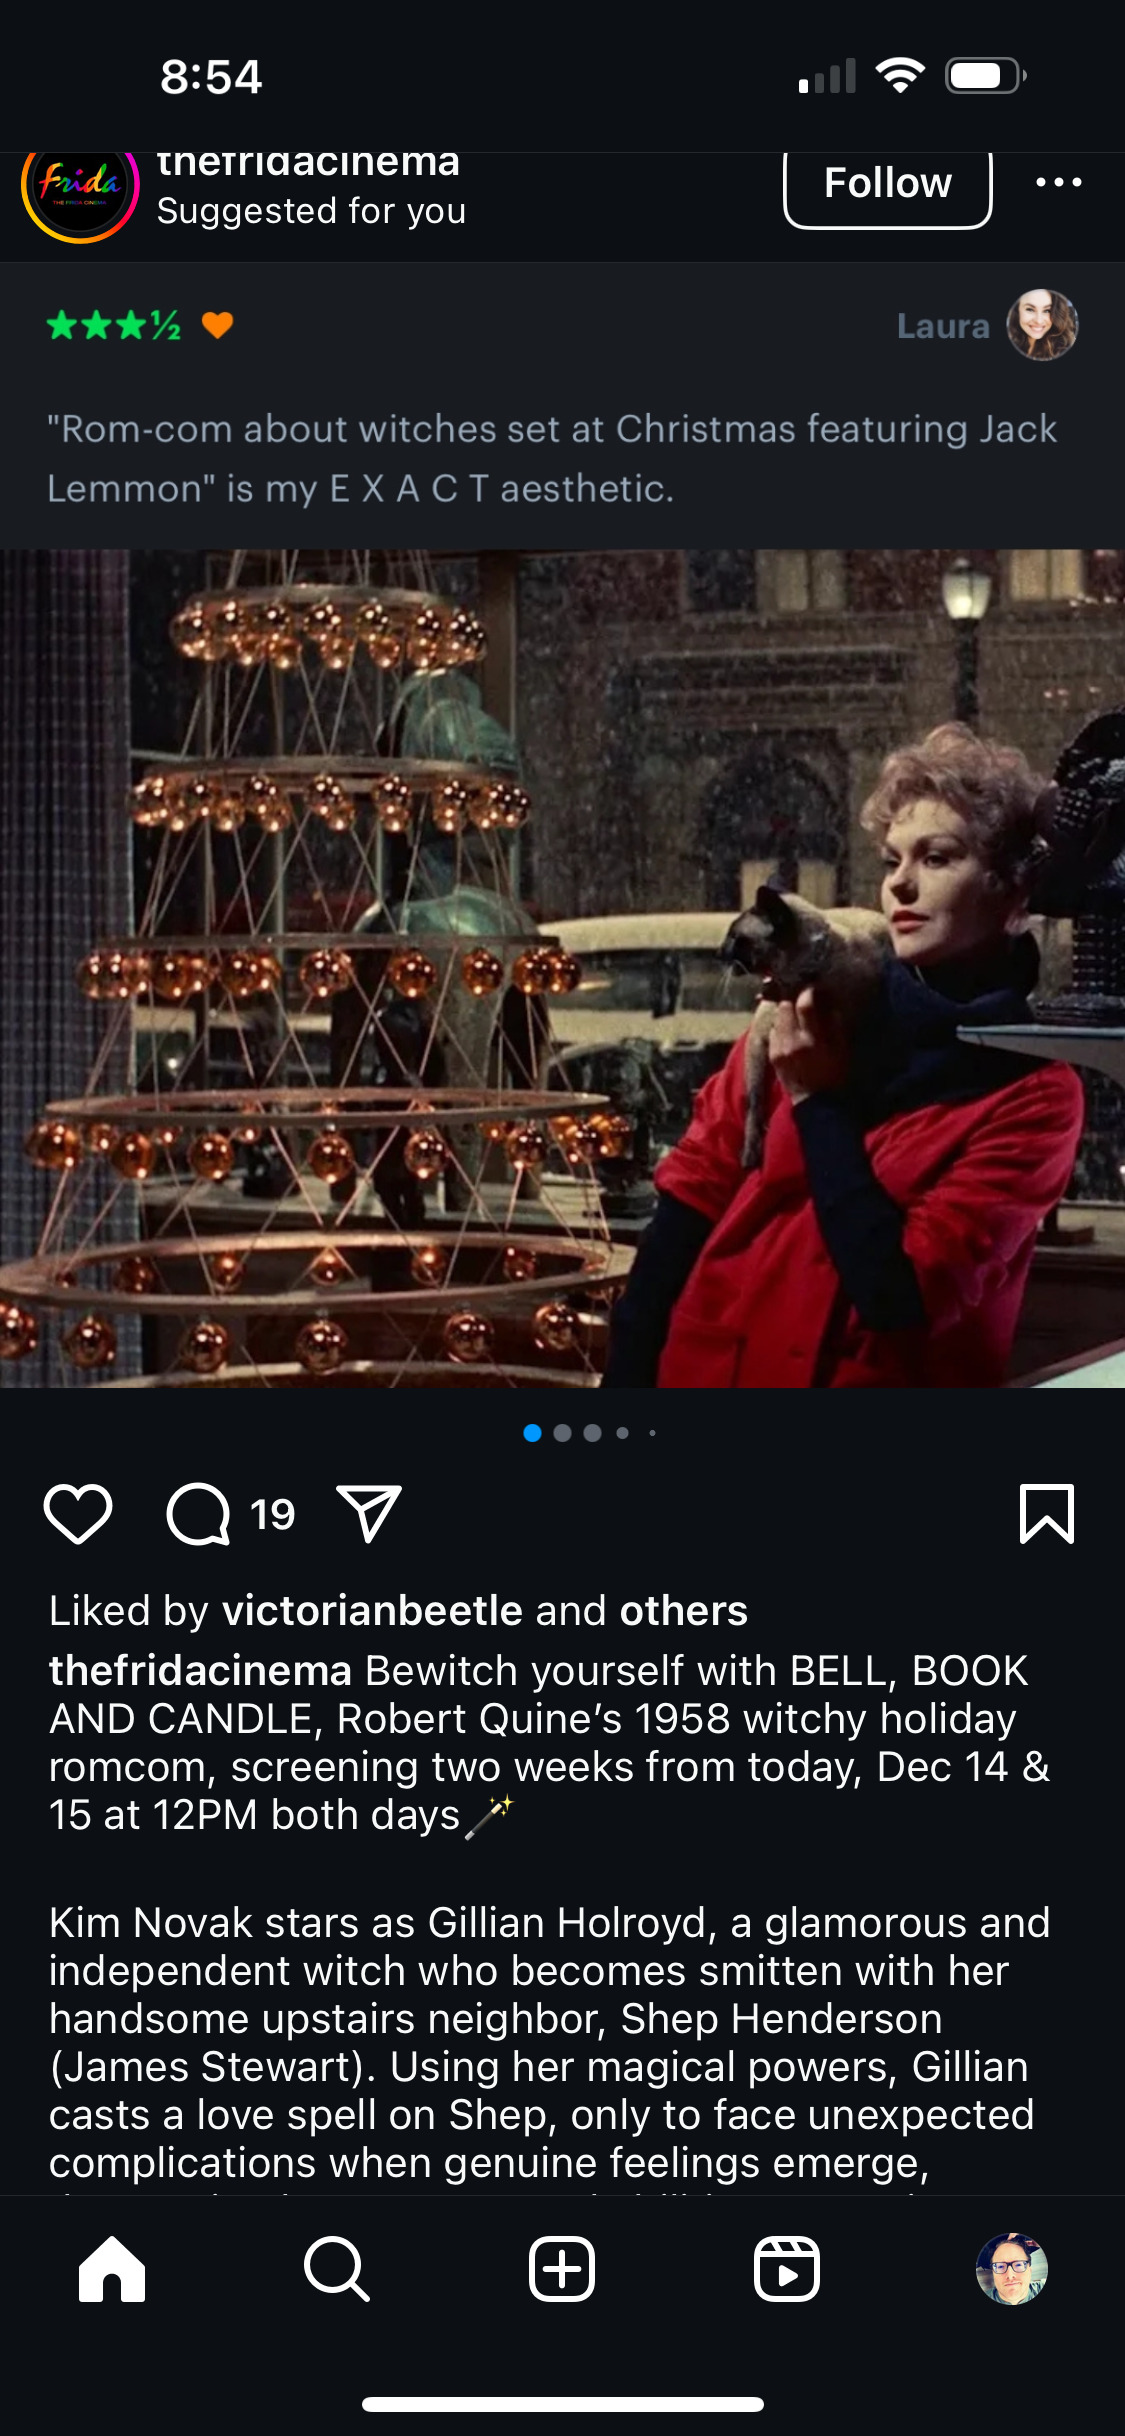 8:54
thefridacinema
Frida
THE FRIDA CINEMA
Suggested for you
Follow
★★★½
Laura
"Rom-com about witches set at Christmas featuring Jack
Lemmon" is my E X A C T aesthetic.
19
Liked by victorianbeetle and others
thefridacinema Bewitch yourself with BELL, BOOK
AND CANDLE, Robert Quine’s 1958 witchy holiday
romcom, screening two weeks from today, Dec 14 &
15 at 12PM both days🪄
Kim Novak stars as Gillian Holroyd, a glamorous and
independent witch who becomes smitten with her
handsome upstairs neighbor, Shep Henderson
(James Stewart). Using her magical powers, Gillian
casts a love spell on Shep, only to face unexpected
complications when genuine feelings emerge,